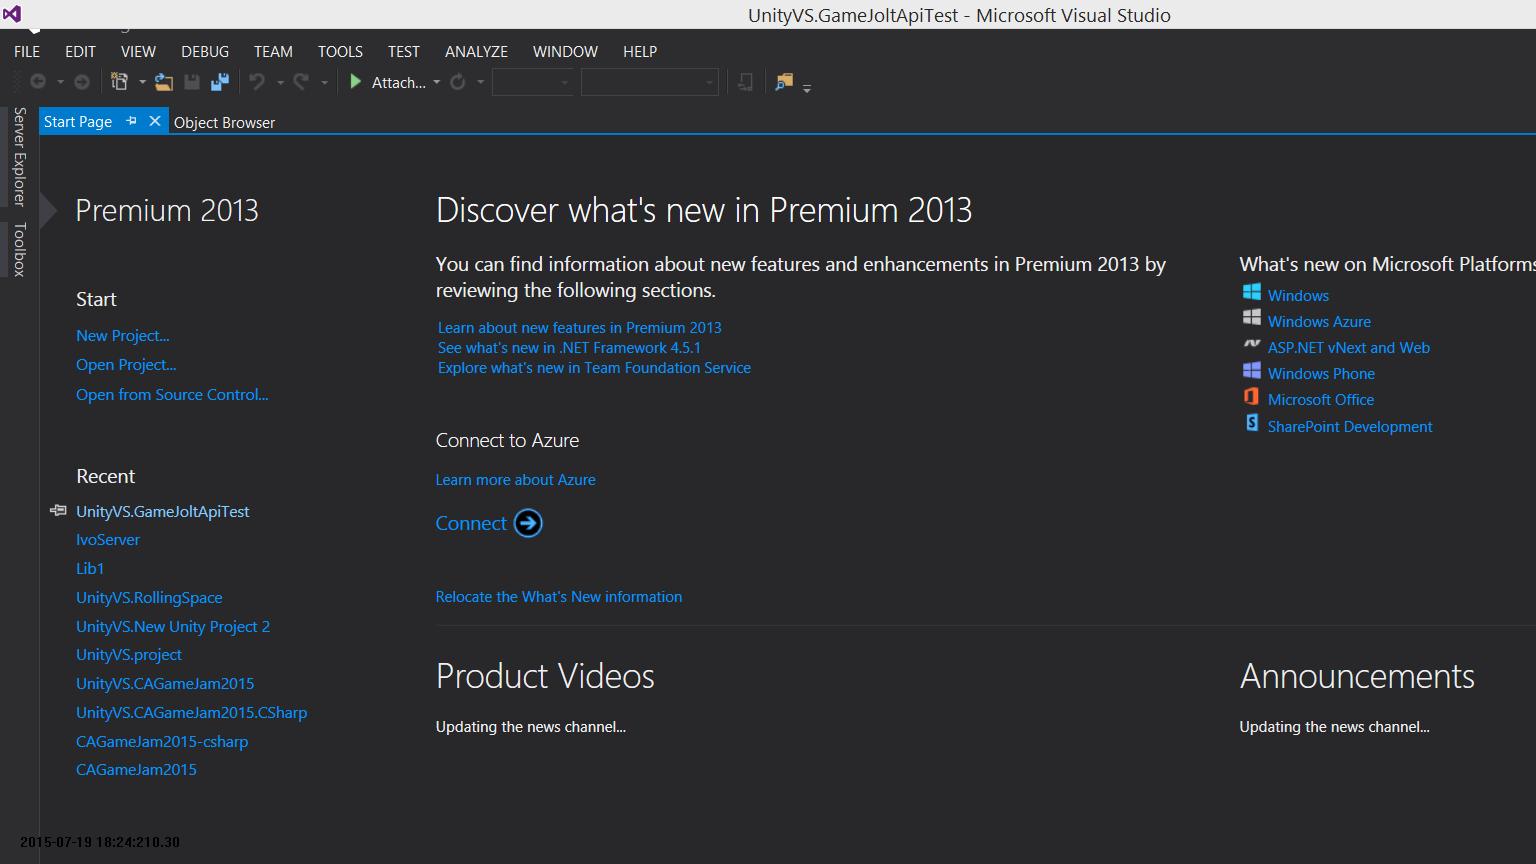 UnityVS.GameJoltApiTest - Microsoft Visual Studio
FILE EDIT VIEW DEBUG TEAM TOOLS TEST ANALYZE WINDOW HELP
Attach...
Server Explorer
Toolbox
Start Page
Object Browser
Premium 2013
Start
New Project...
Open Project...
Open from Source Control...
Recent
UnityVS.GameJoltApiTest
IvoServer
Lib1
UnityVS.RollingSpace
UnityVS.New Unity Project 2
UnityVS.project
UnityVS.CAGameJam2015
UnityVS.CAGameJam2015.CSharp
CAGameJam2015-csharp
CAGameJam2015
Discover what's new in Premium 2013
You can find information about new features and enhancements in Premium 2013 by
reviewing the following sections.
Learn about new features in Premium 2013
See what's new in .NET Framework 4.5.1
Explore what's new in Team Foundation Service
Connect to Azure
Learn more about Azure
Connect
Relocate the What's New information
Product Videos
Updating the news channel...
What's new on Microsoft Platforms
Windows
Windows Azure
ASP.NET vNext and Web
Windows Phone
Microsoft Office
SharePoint Development
Announcements
Updating the news channel...
2015-07-19 18:24:210.30